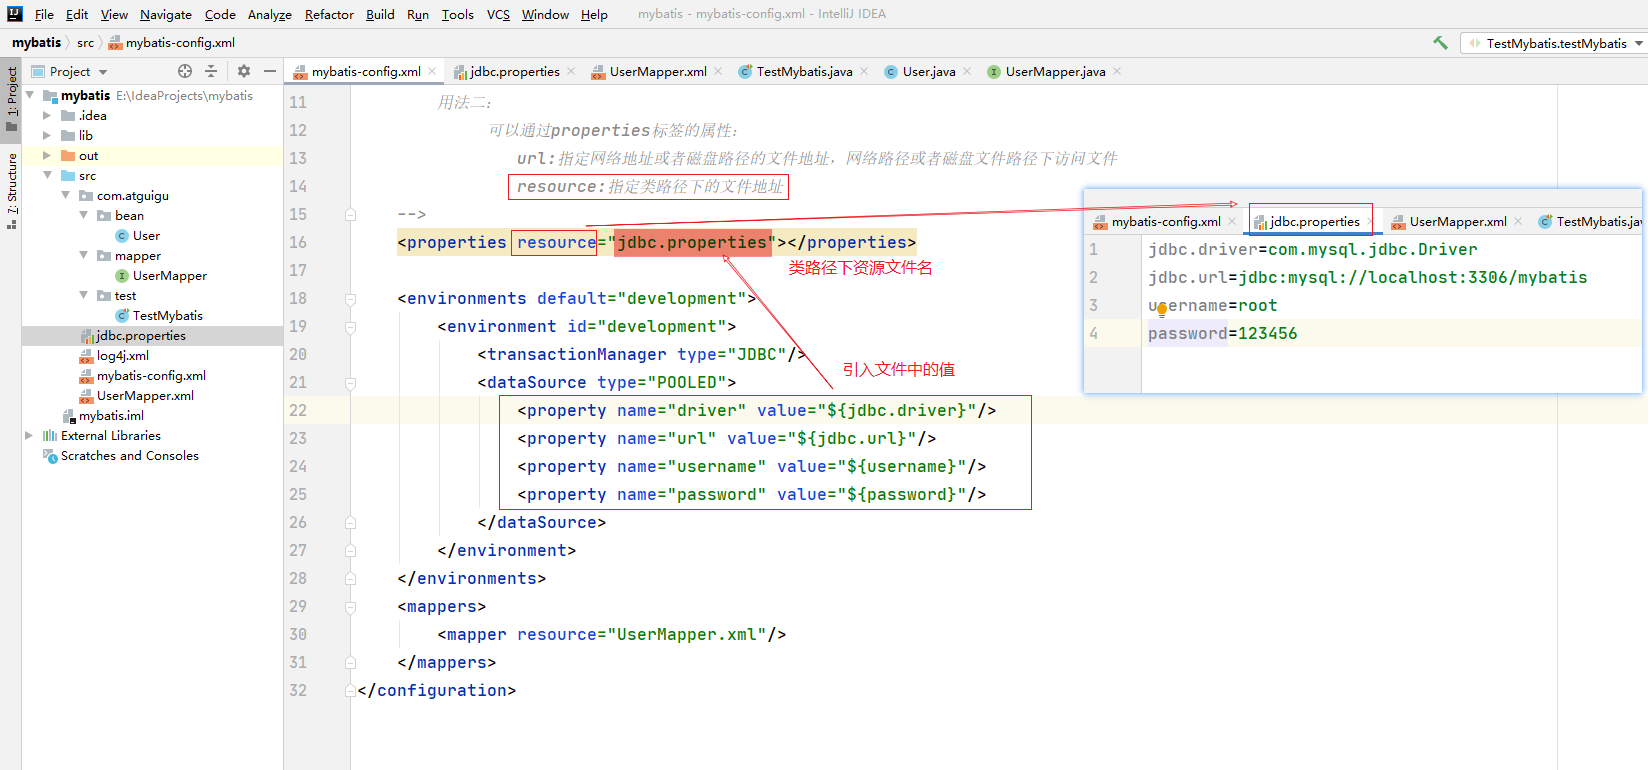 File Edit View Navigate Code Analyze Refactor Build Run Tools VCS Window Help mybatis - mybatis-config.xml - IntelliJ IDEA
mybatis src mybatis-config.xml
TestMybatis.testMybatis
1: Project
7: Structure
Project
mybatis E:\IdeaProjects\mybatis
.idea
lib
out
src
com.atguigu
bean
User
mapper
UserMapper
test
TestMybatis
jdbc.properties
log4j.xml
mybatis-config.xml
UserMapper.xml
mybatis.iml
External Libraries
Scratches and Consoles
mybatis-config.xml jdbc.properties UserMapper.xml TestMybatis.java User.java UserMapper.java
11 用法二：
12 可以通过properties标签的属性：
13 url:指定网络地址或者磁盘路径的文件地址，网络路径或者磁盘文件路径下访问文件
14 resource:指定类路径下的文件地址
15 -->
16 <properties resource="jdbc.properties"></properties>
类路径下资源文件名
17
18 <environments default="development">
19 <environment id="development">
20 <transactionManager type="JDBC"/>
21 <dataSource type="POOLED">
引入文件中的值
22 <property name="driver" value="${jdbc.driver}"/>
23 <property name="url" value="${jdbc.url}"/>
24 <property name="username" value="${username}"/>
25 <property name="password" value="${password}"/>
26 </dataSource>
27 </environment>
28 </environments>
29 <mappers>
30 <mapper resource="UserMapper.xml"/>
31 </mappers>
32 </configuration>
mybatis-config.xml jdbc.properties UserMapper.xml TestMybatis.jav
1 jdbc.driver=com.mysql.jdbc.Driver
2 jdbc.url=jdbc:mysql://localhost:3306/mybatis
3 username=root
4 password=123456